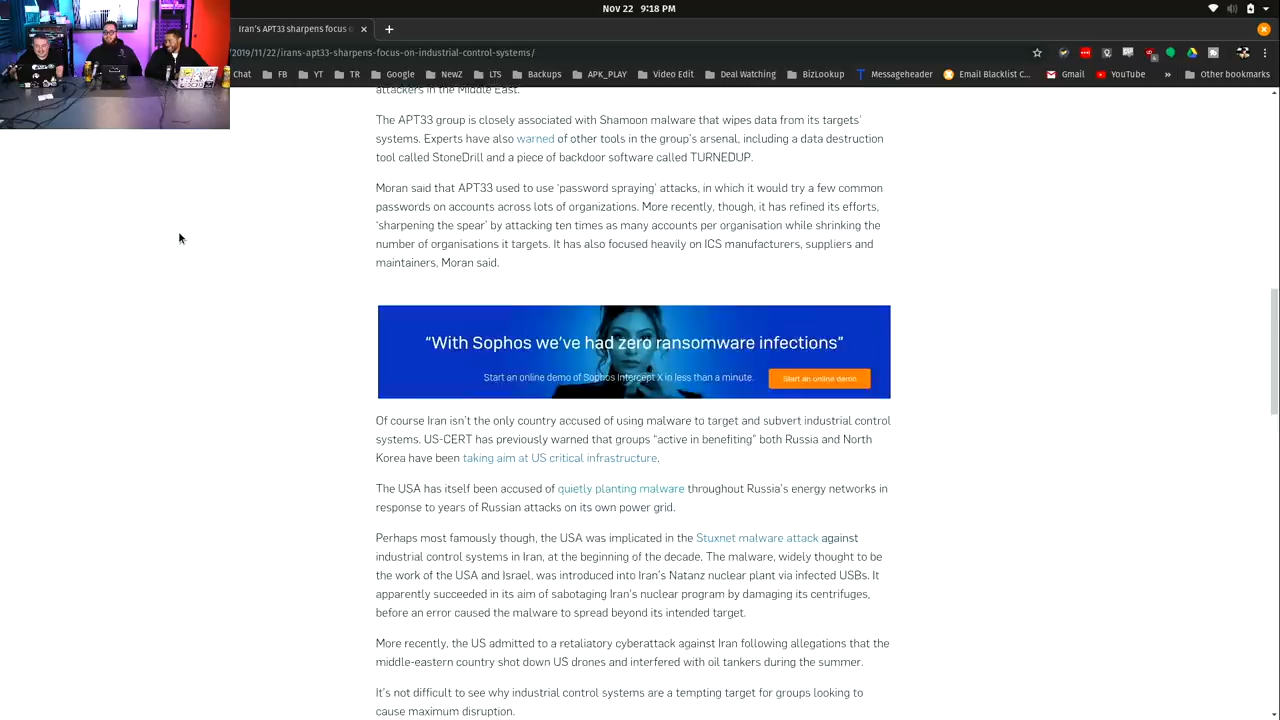 NOV 22 9:18 PM
Iran's APT33 sharpens focus o
/2019/11/22/irans-apt33-sharpens-focus-on-industrial-control-systems/
Chat FB YT TR Google NewZ LTS Backups APK_PLAY to Edit Deal Watching BizLookup Messenger-ads Email Blacklist C... Gmail YouTube » Other bookmarks
attackers in the Middle East.
The APT33 group is closely associated with Shamoon malware that wipes data from its targets'
systems. Experts have also warned of other tools in the group's arsenal, including a data destruction
tool called StoneDrill and a piece of backdoor software called TURNEDUP.
Moran said that APT33 used to use 'password spraying' attacks, in which it would try a few common
passwords on accounts across lots of organizations. More recently, though, it has refined its efforts,
'sharpening the spear' by attacking ten times as many accounts per organisation while shrinking the
number of organisations it targets. It has also focused heavily on ICS manufacturers, suppliers and
maintainers, Moran said.
“With Sophos we've had zero ransomware infections”
Start an online demo of Sophos Intercept X in less than a minute.
Start an online demo
Of course Iran isn't the only country accused of using malware to target and subvert industrial control
systems. US-CERT has previously warned that groups “active in benefiting” both Russia and North
Korea have been taking aim at US critical infrastructure.
The USA has itself been accused of quietly planting malware throughout Russia's energy networks in
response to years of Russian attacks on its own power grid.
Perhaps most famously though, the USA was implicated in the Stuxnet malware attack against
industrial control systems in Iran, at the beginning of the decade. The malware, widely thought to be
the work of the USA and Israel, was introduced into Iran's Natanz nuclear plant via infected USBs. It
apparently succeeded in its aim of sabotaging Iran's nuclear program by damaging its centrifuges,
before an error caused the malware to spread beyond its intended target.
More recently, the US admitted to a retaliatory cyberattack against Iran following allegations that the
middle-eastern country shot down US drones and interfered with oil tankers during the summer.
It's not difficult to see why industrial control systems are a tempting target for groups looking to
cause maximum disruption.